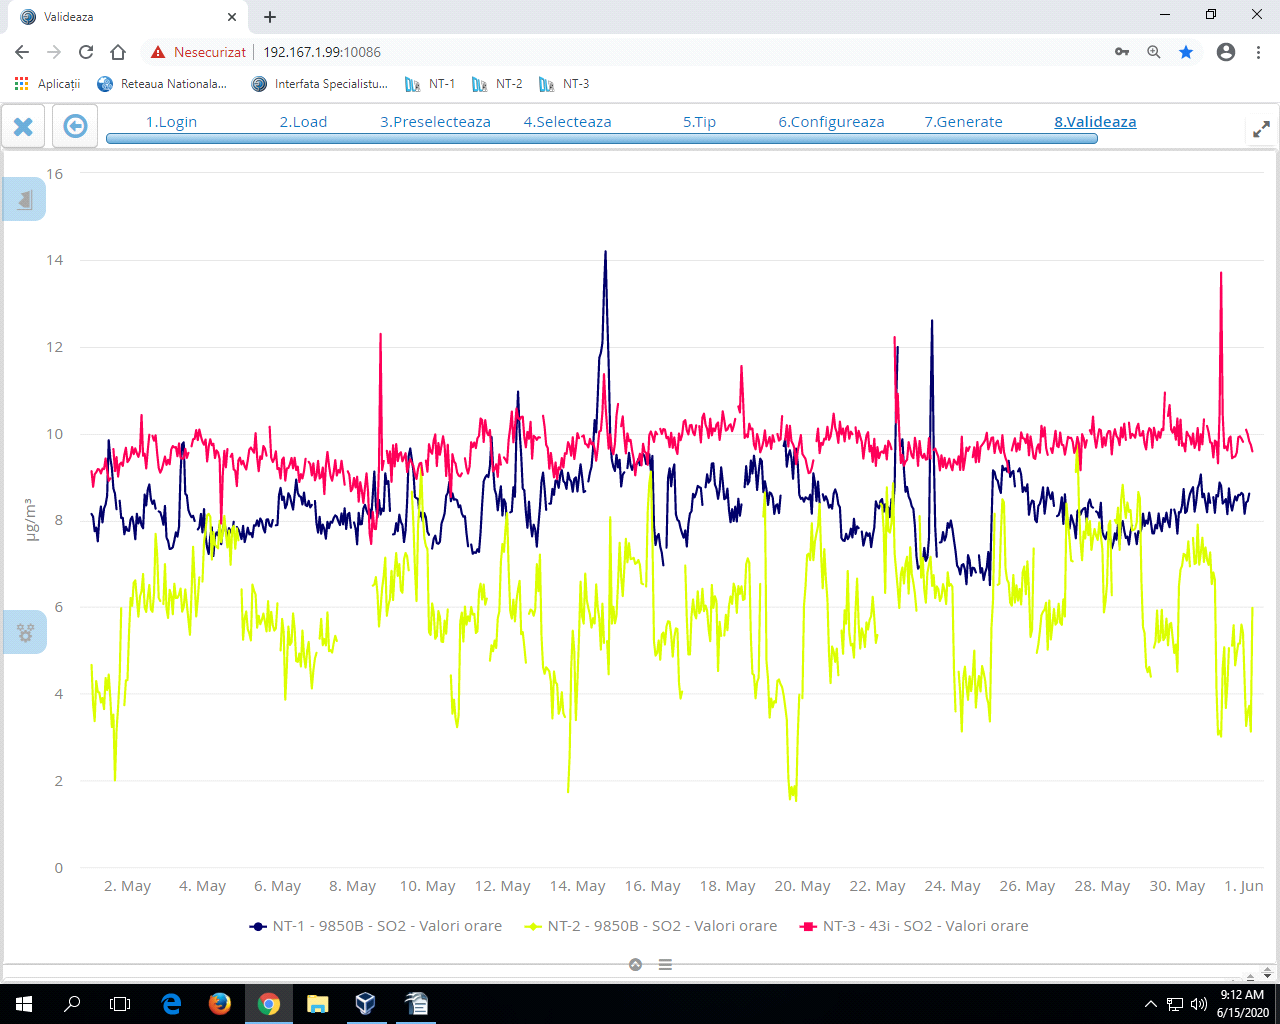 Valideaza
Nesecurizat 192.167.1.99:10086
Aplicații Reteaua Nationala... Interfata Specialistu... NT-1 NT-2 NT-3
1.Login 2.Load 3.Preselecteaza 4.Selecteaza 5.Tip 6.Configureaza 7.Generate 8.Valideaza
16
14
12
10
8
6
4
2
0
µg/m³
2. May 4. May 6. May 8. May 10. May 12. May 14. May 16. May 18. May 20. May 22. May 24. May 26. May 28. May 30. May 1. Jun
NT-1 - 9850B - SO2 - Valori orare NT-2 - 9850B - SO2 - Valori orare NT-3 - 43i - SO2 - Valori orare
9:12 AM
6/15/2020